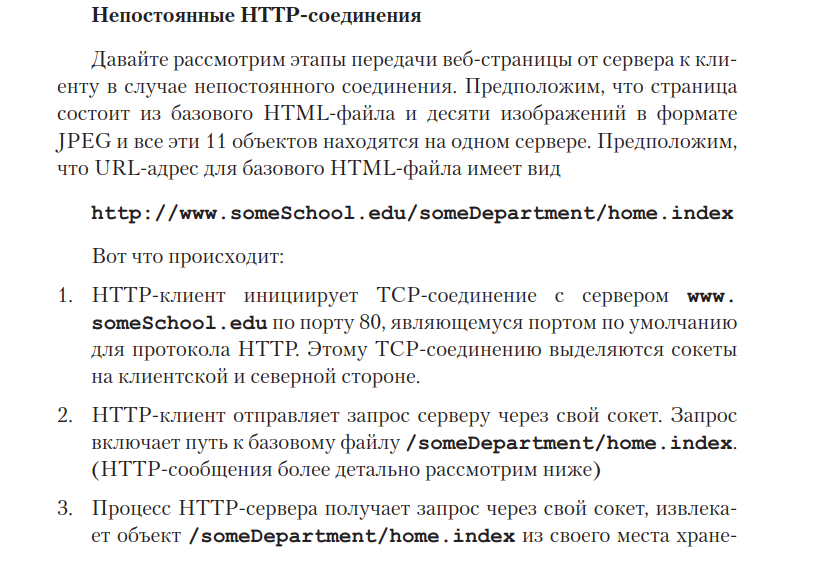 Непостоянные HTTP-соединения
Давайте рассмотрим этапы передачи веб-страницы от сервера к кли-
енту в случае непостоянного соединения. Предположим, что страница
состоит из базового HTML-файла и десяти изображений в формате
JPEG и все эти 11 объектов находятся на одном сервере. Предположим,
что URL-адрес для базового HTML-файла имеет вид
http://www.someSchool.edu/someDepartment/home.index
Вот что происходит:
1. HTTP-клиент инициирует TCP-соединение с сервером www.
someSchool.edu по порту 80, являющемуся портом по умолчанию
для протокола HTTP. Этому TCP-соединению выделяются сокеты
на клиентской и северной стороне.
2. HTTP-клиент отправляет запрос серверу через свой сокет. Запрос
включает путь к базовому файлу /someDepartment/home.index.
(HTTP-сообщения более детально рассмотрим ниже)
3. Процесс HTTP-сервера получает запрос через свой сокет, извлека-
ет объект /someDepartment/home.index из своего места хране-